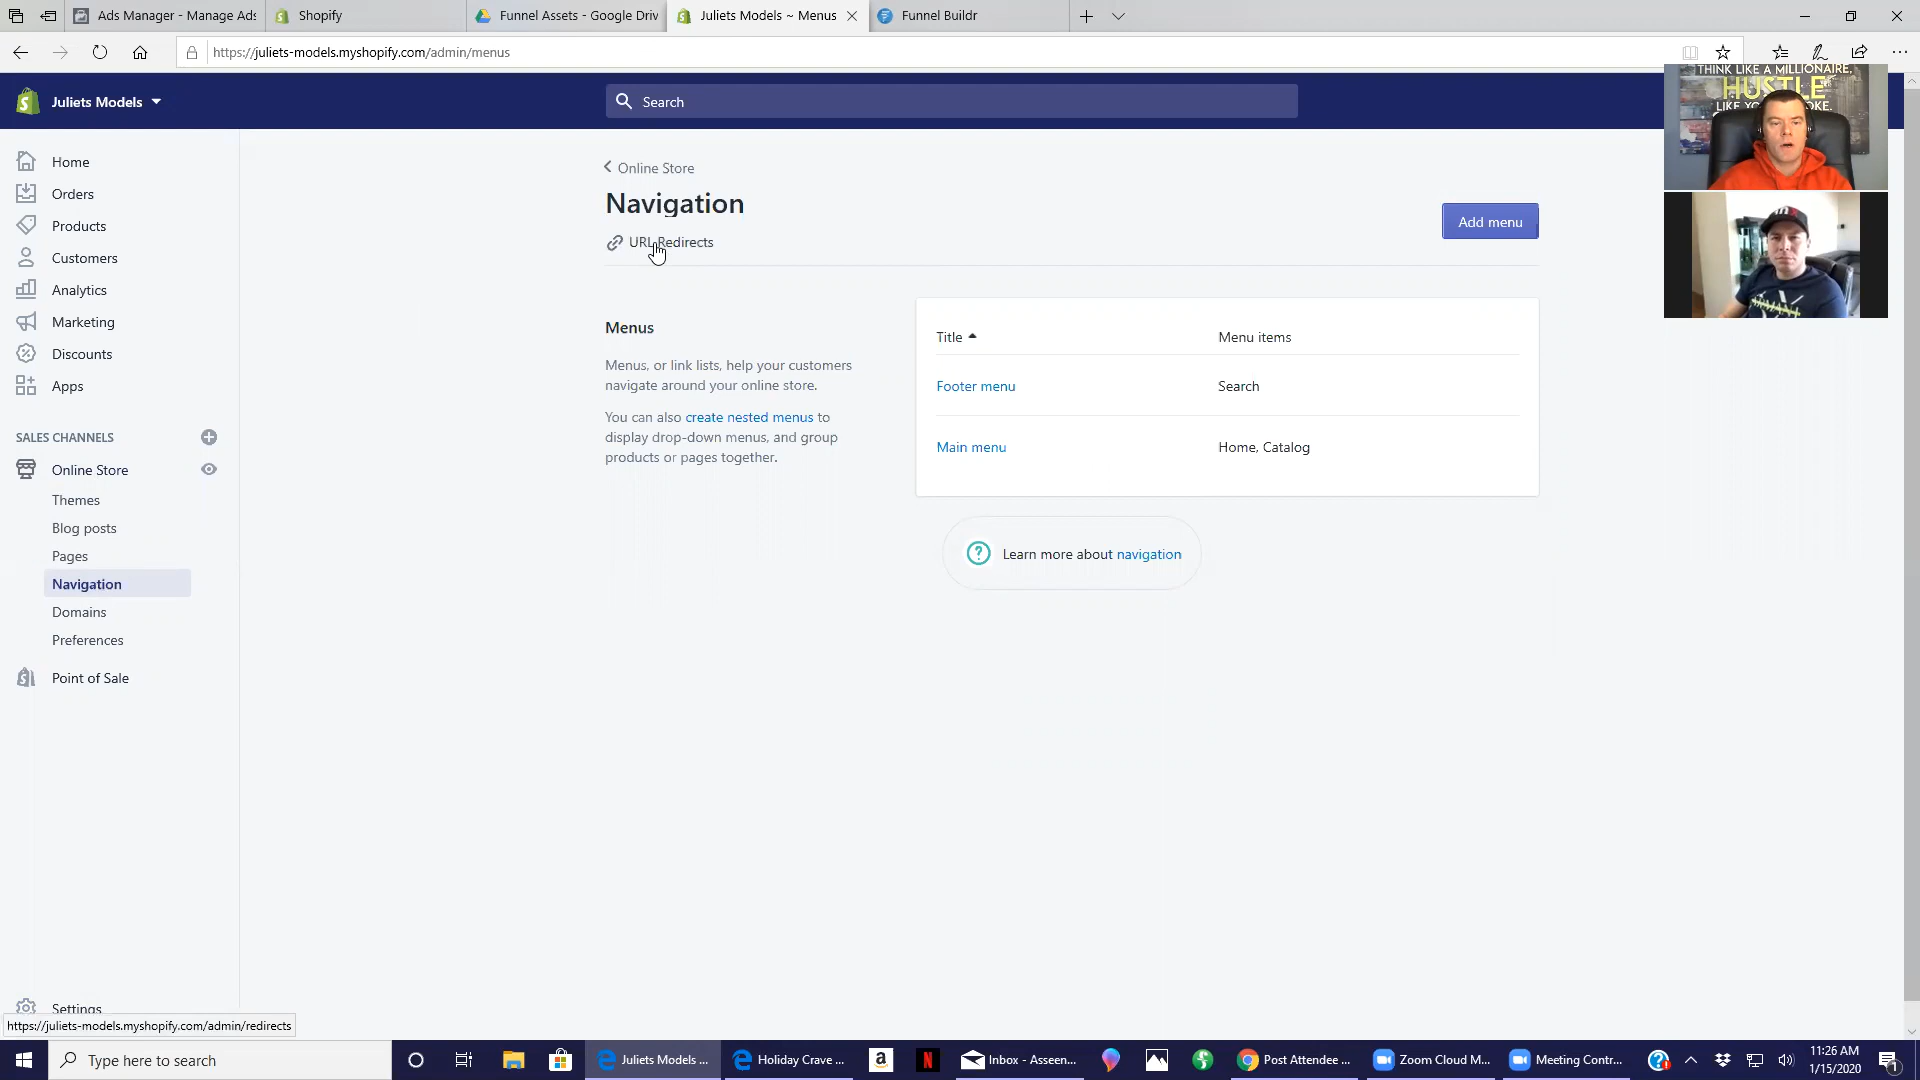 Ads Manager - Manage Ads
Shopify
Funnel Assets - Google Driv
Juliets Models ~ Menus
Funnel Buildr
https://juliets-models.myshopify.com/admin/menus
Juliets Models
Search
THINK LIKE A MILLIONAIRE,
HUSTLE
Home
Orders
Products
Customers
Analytics
Marketing
Discounts
Apps
SALES CHANNELS
Online Store
Themes
Blog posts
Pages
Navigation
Domains
Preferences
Point of Sale
Settings
Online Store
Navigation
URL Redirects
Add menu
Menus
Menus, or link lists, help your customers
navigate around your online store.
You can also create nested menus to
display drop-down menus, and group
products or pages together.
Title
Menu items
Footer menu
Search
Main menu
Home, Catalog
Learn more about navigation
https://juliets-models.myshopify.com/admin/redirects
Type here to search
Juliets Models ...
Holiday Crave ...
Inbox - Asseen...
Post Attendee ...
Zoom Cloud M...
Meeting Contr...
11:26 AM
1/15/2020
1